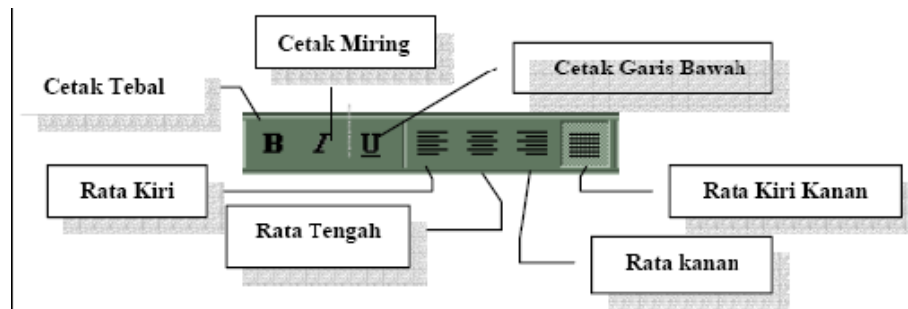 Cetak Miring
Cetak Garis Bawah
Cetak Tebal
B I U
Rata Kiri
Rata Kiri Kanan
Rata Tengah
Rata kanan